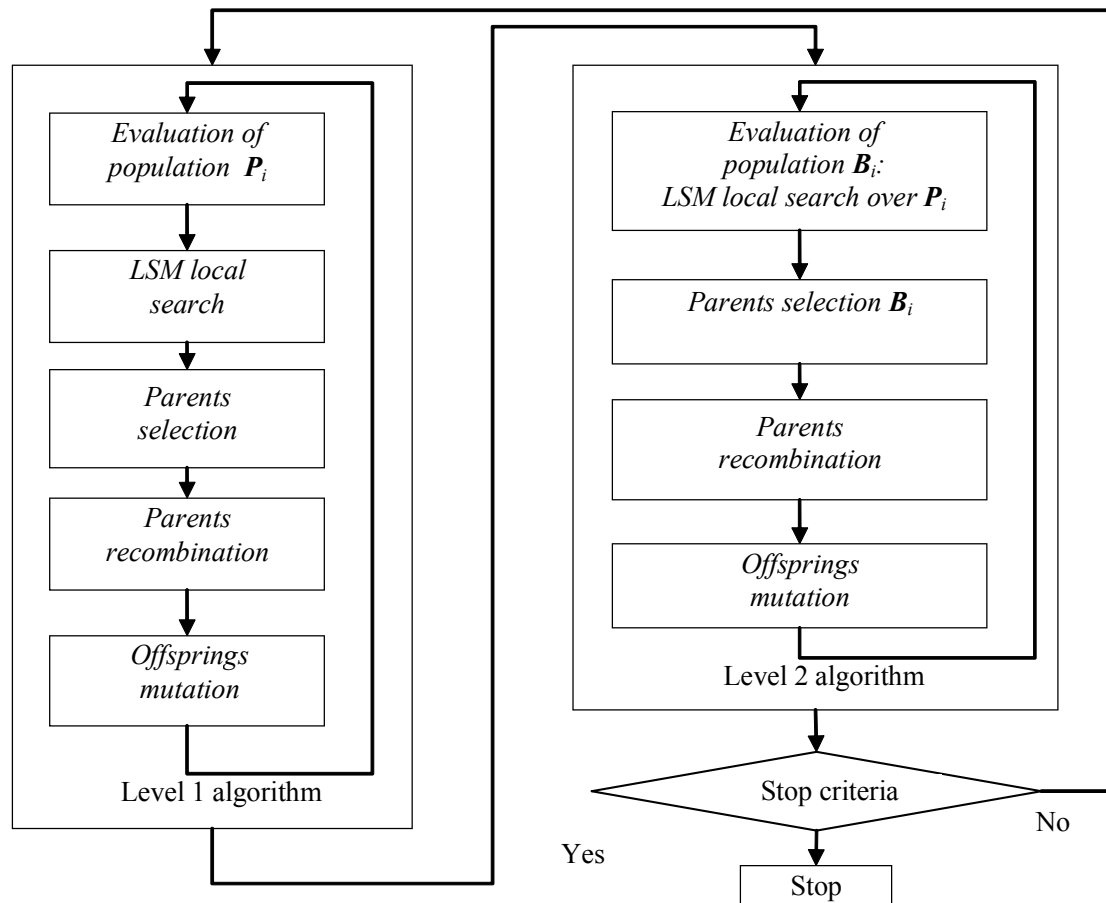 Evaluation of
population P_i
LSM local
search
Parents
selection
Parents
recombination
Offsprings
mutation
Level 1 algorithm
Evaluation of
population B_i:
LSM local search over P_i
Parents selection B_i
Parents
recombination
Offsprings
mutation
Level 2 algorithm
Stop criteria
No
Yes
Stop